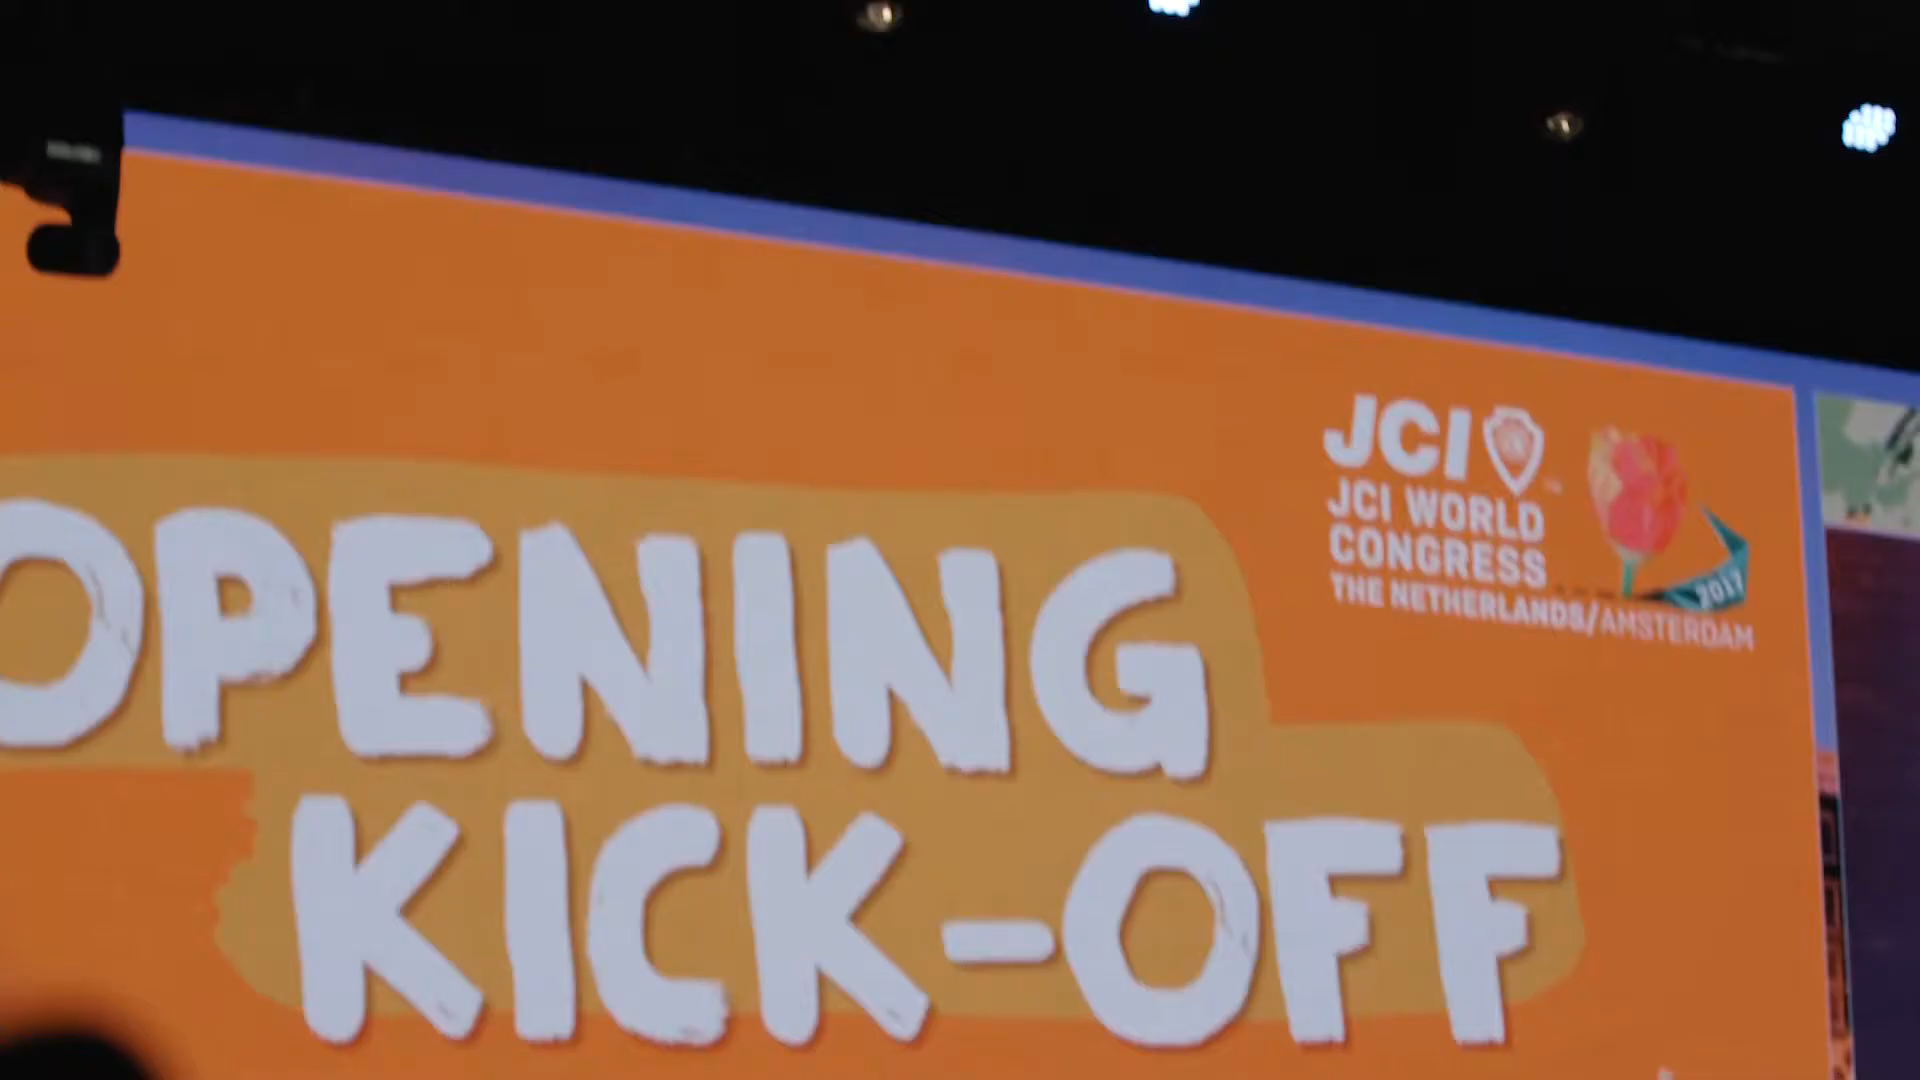 JCI
JCI WORLD
CONGRESS
THE NETHERLANDS/AMSTERDAM
2017
OPENING
KICK-OFF